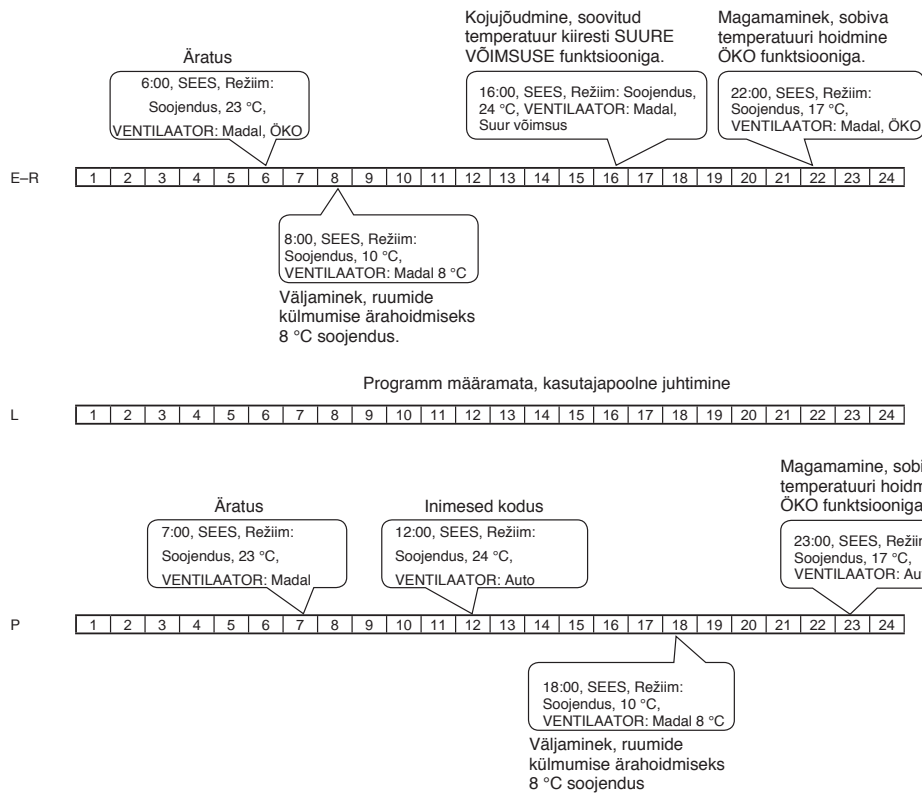 Kojujõudmine, soovitud
temperatuur kiiresti SUURE
VÕIMSUSE funktsiooniga.
Magamaminek, sobiva
temperatuuri hoidmine
ÖKO funktsiooniga.
Äratus
6:00, SEES, Režiim:
Soojendus, 23 °C,
VENTILAATOR: Madal, ÖKO
16:00, SEES, Režiim: Soojendus,
24 °C, VENTILAATOR: Madal,
Suur võimsus
22:00, SEES, Režiim:
Soojendus, 17 °C,
VENTILAATOR: Madal, ÖKO
E–R 1 2 3 4 5 6 7 8 9 10 11 12 13 14 15 16 17 18 19 20 21 22 23 24
8:00, SEES, Režiim:
Soojendus, 10 °C,
VENTILAATOR: Madal 8 °C
Väljaminek, ruumide
külmumise ärahoidmiseks
8 °C soojendus.
Programm määramata, kasutajapoolne juhtimine
L 1 2 3 4 5 6 7 8 9 10 11 12 13 14 15 16 17 18 19 20 21 22 23 24
Magamamine,
temperatuuri
ÖKO funktsiooniga
Äratus
7:00, SEES, Režiim:
Soojendus, 23 °C,
VENTILAATOR: Madal
Inimesed kodus
12:00, SEES, Režiim:
Soojendus, 24 °C,
VENTILAATOR: Auto
23:00, SEES,
Soojendus, 17 °C,
VENTILAATOR:
P 1 2 3 4 5 6 7 8 9 10 11 12 13 14 15 16 17 18 19 20 21 22 23 24
18:00, SEES, Režiim:
Soojendus, 10 °C,
VENTILAATOR: Madal 8 °C
Väljaminek, ruumide
külmumise ärahoidmiseks
8 °C soojendus